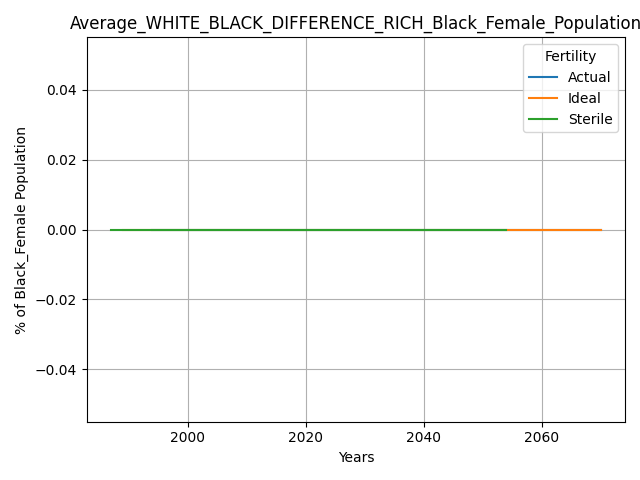 Average_WHITE_BLACK_DIFFERENCE_RICH_Black_Female_Population
Fertility
Actual
Ideal
Sterile
% of Black_Female Population
0.04
0.02
0.00
−0.02
−0.04
2000 2020 2040 2060
Years